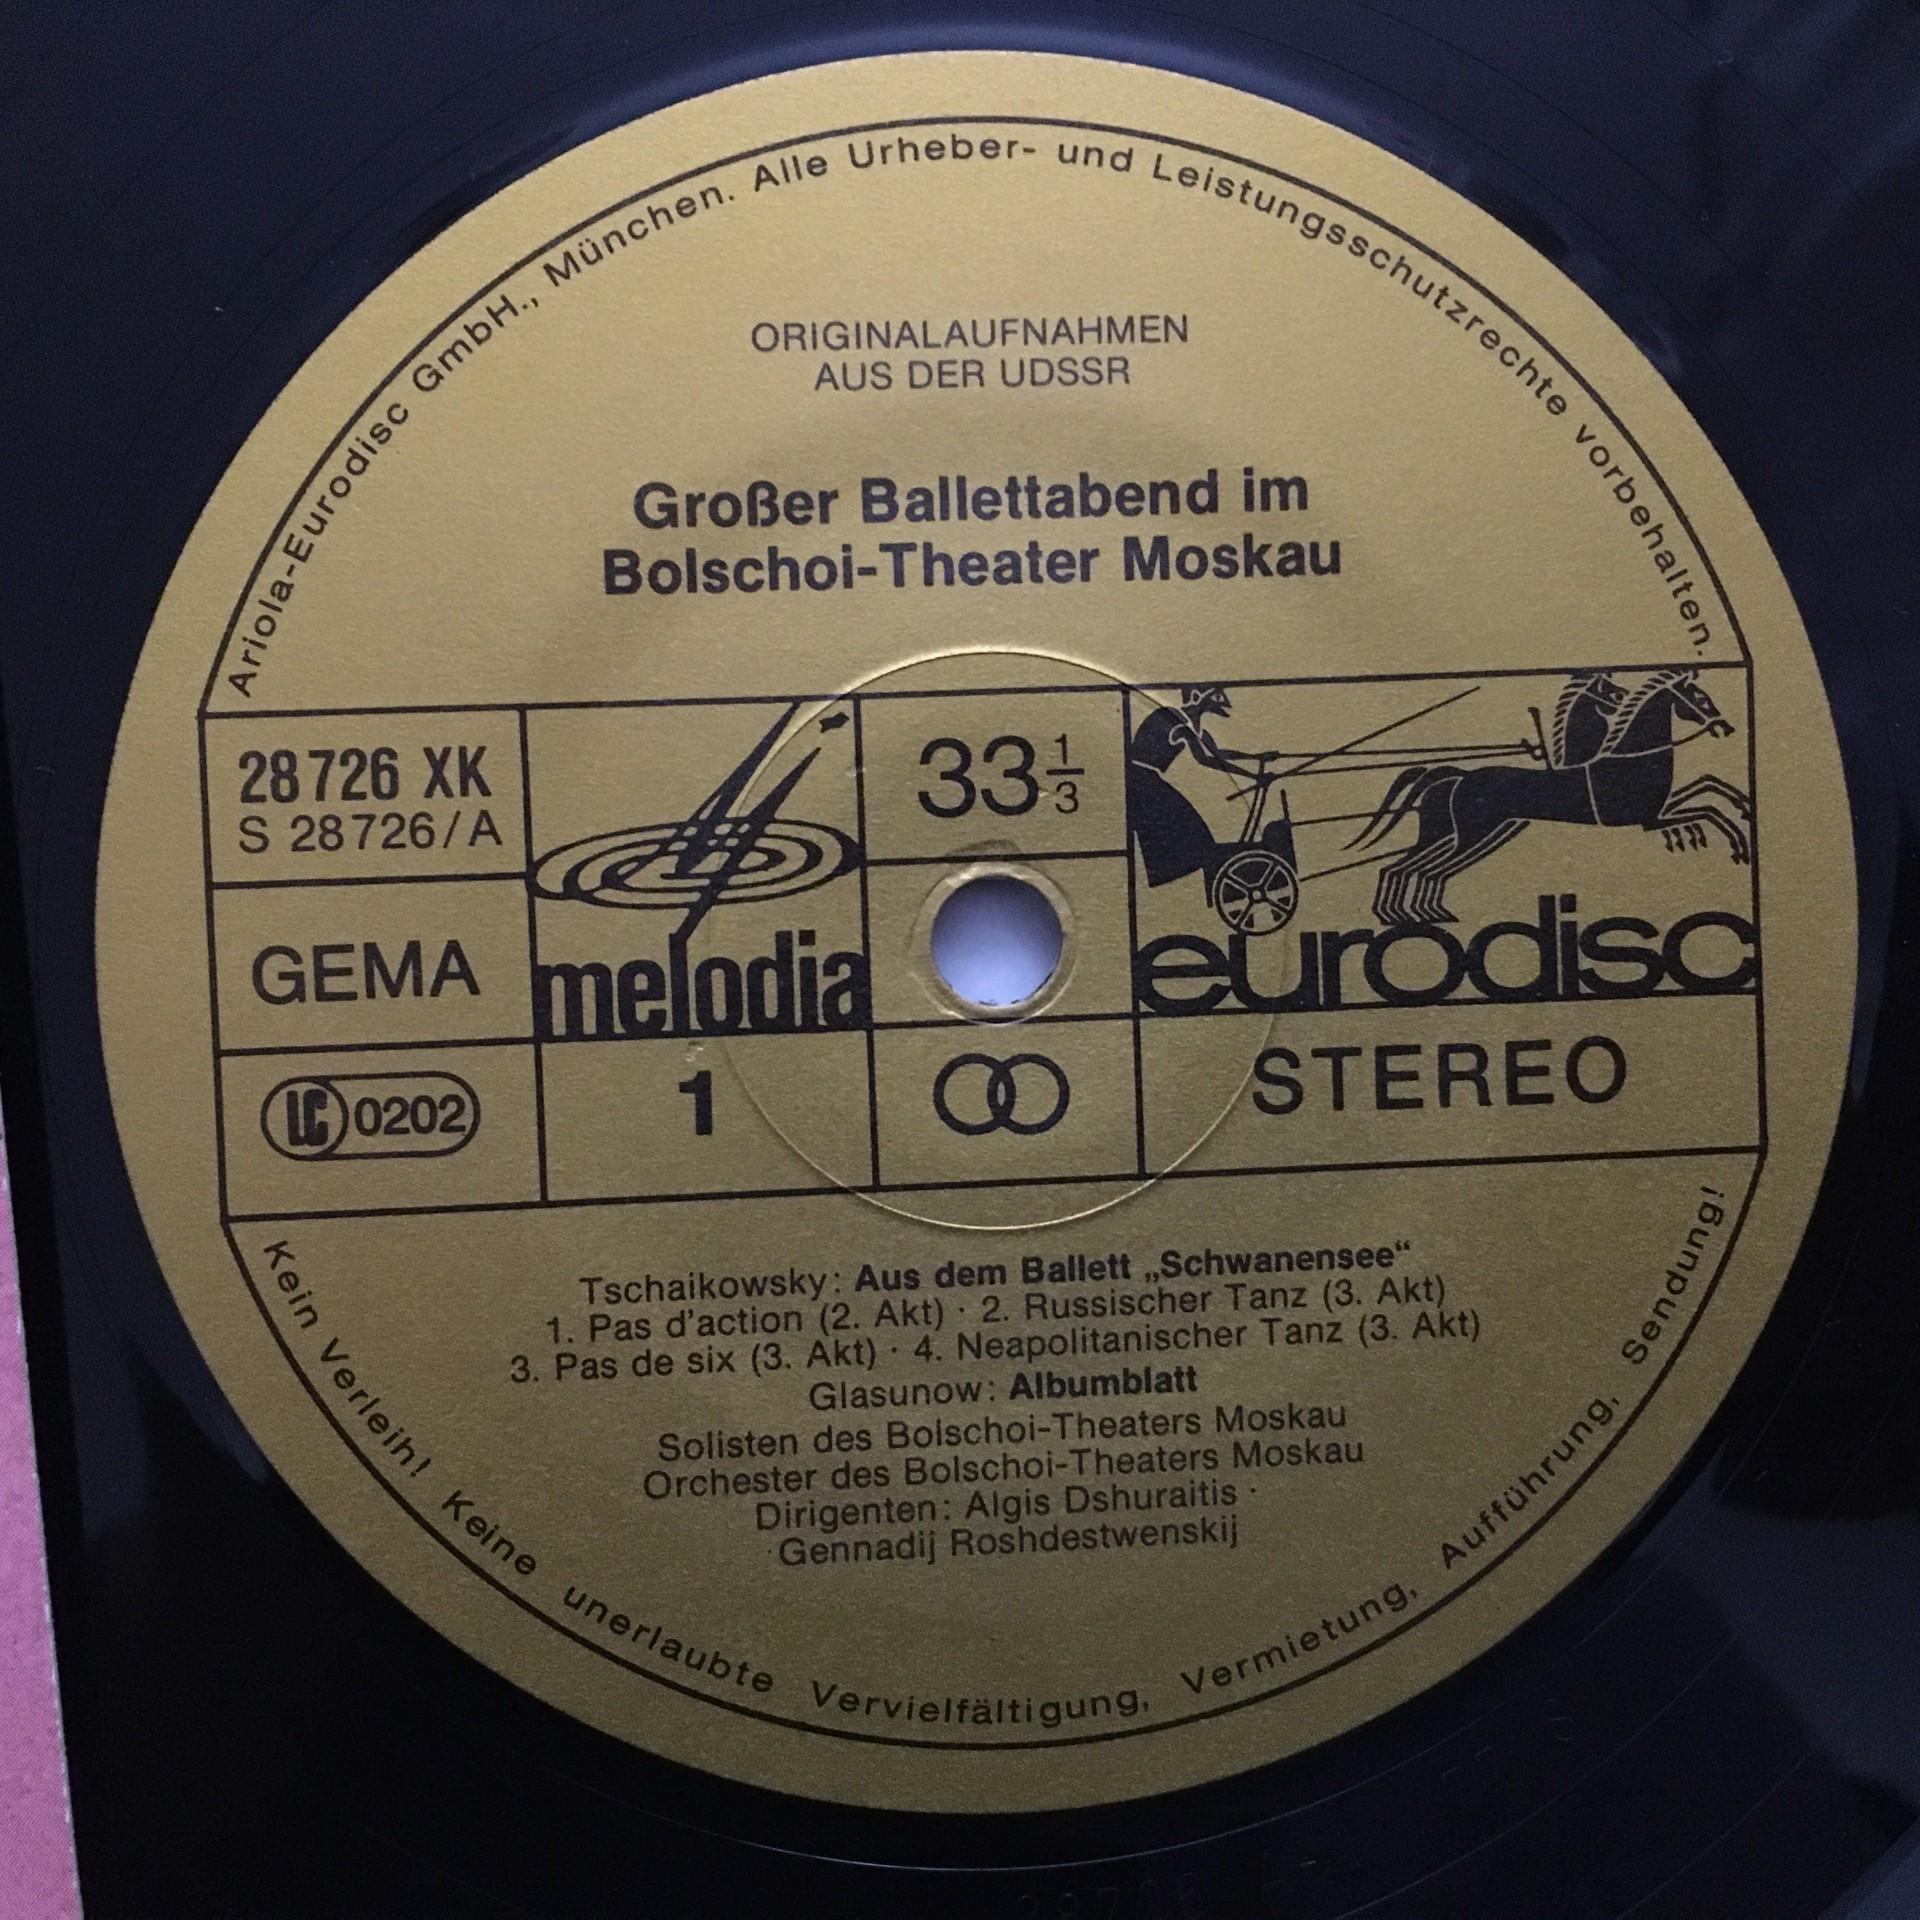 Ariola-Eurodisc GmbH., München. Alle Urheber- und Leistungsschutzrechte vorbehalten.
ORIGINALAUFNAHMEN
AUS DER UDSSR
Großer Ballettabend im
Bolschoi-Theater Moskau
28 726 XK
S 28 726/A
GEMA
LC 0202
melodia
1
33 1/3
eurodisc
STEREO
Tschaikowsky: Aus dem Ballett „Schwanensee“
1. Pas d'action (2. Akt) · 2. Russischer Tanz (3. Akt)
3. Pas de six (3. Akt) · 4. Neapolitanischer Tanz (3. Akt)
Glasunow: Albumblatt
Solisten des Bolschoi-Theaters Moskau
Orchester des Bolschoi-Theaters Moskau
Dirigenten: Algis Dshuraitis ·
· Gennadij Roshdestwenskij
Kein Verleih! Keine unerlaubte Vervielfältigung, Vermietung, Aufführung, Sendung!